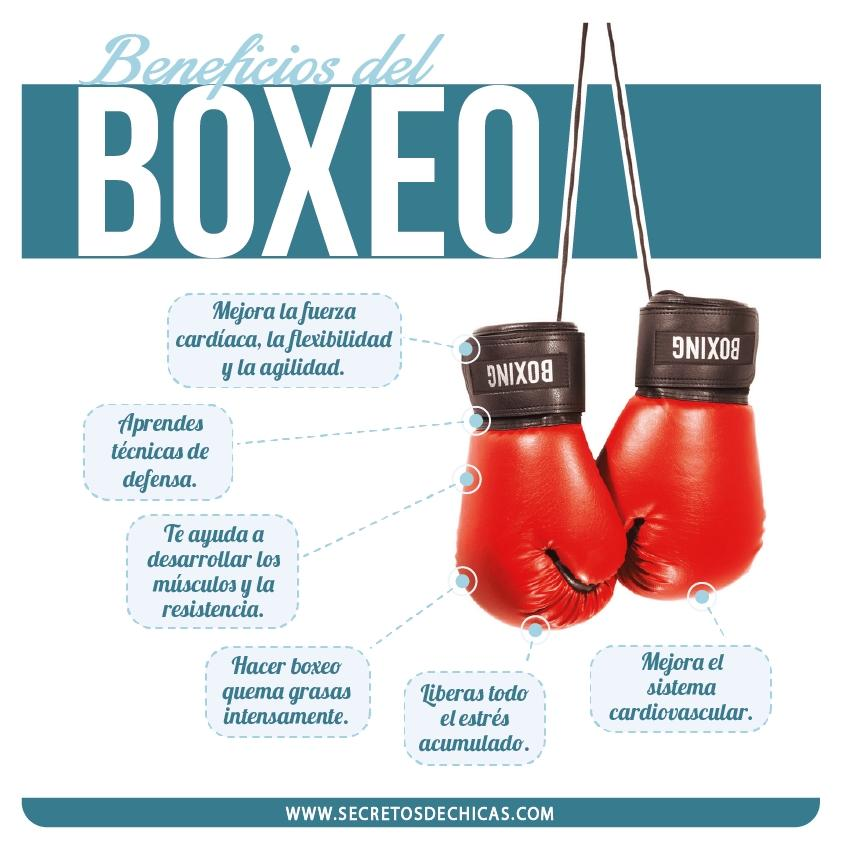 Beneficios del
BOXEO
Mejora la fuerza
cardíaca, la flexibilidad
y la agilidad.
BOXING
BOXING
Aprendes
técnicas de
defensa.
Te ayuda a
desarrollar los
músculos y la
resistencia.
Hacer boxeo
quema grasas
intensamente.
Liberas todo
el estrés
acumulado.
Mejora el
sistema
cardiovascular.
WWW.SECRETOSDECHICAS.COM